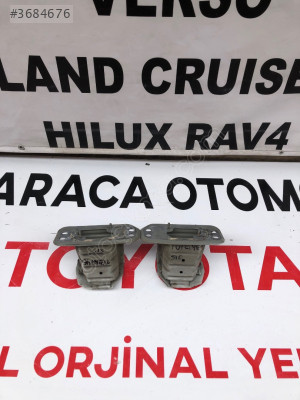 #3684676
VERSO
LAND CRUISE
HILUX RAV4
ARACA OTOM
TOYOTA
L ORJİNAL YE